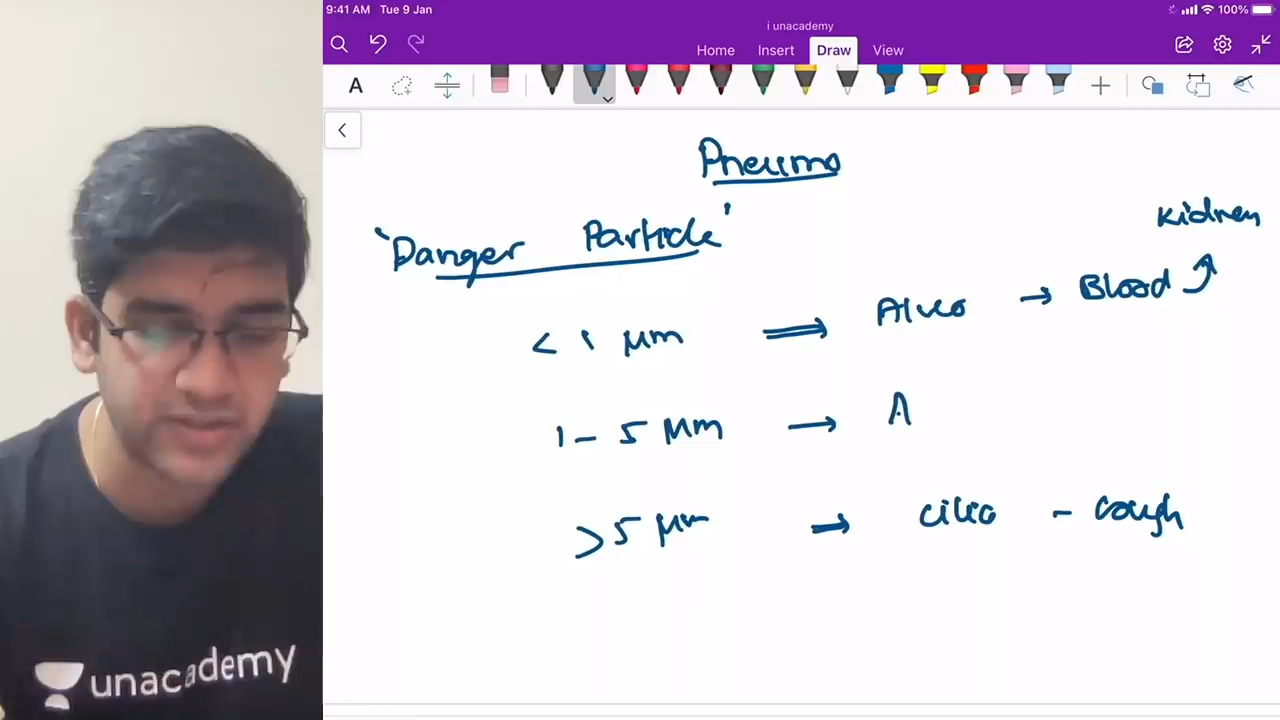 9:41 AM Tue 9 Jan
100%
i unacademy
Home Insert Draw View
A
Pneumo
'Danger Particle'
Kidney
< 1 μm ⟹ Alveo → Blood
1 – 5 μm → A
>5 μm → cilia – cough
unacademy